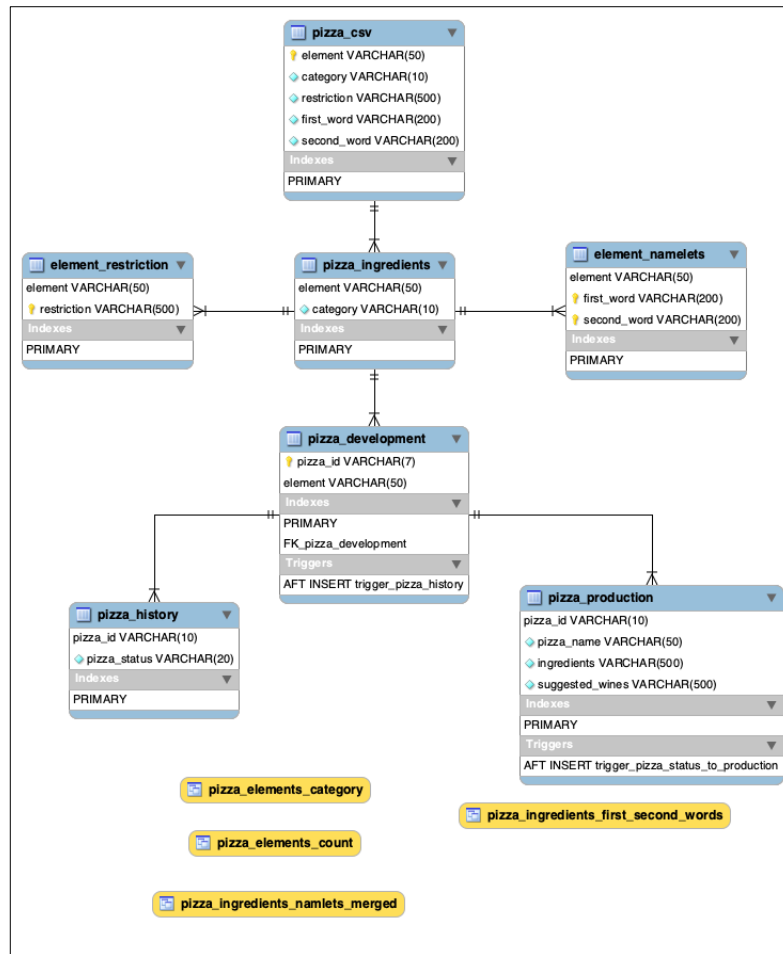 pizza_csv
element VARCHAR(50)
category VARCHAR(10)
restriction VARCHAR(500)
first_word VARCHAR(200)
second_word VARCHAR(200)
Indexes
PRIMARY
element_restriction
element VARCHAR(50)
restriction VARCHAR(500)
Indexes
PRIMARY
pizza_ingredients
element VARCHAR(50)
category VARCHAR(10)
Indexes
PRIMARY
element_namelets
element VARCHAR(50)
first_word VARCHAR(200)
second_word VARCHAR(200)
Indexes
PRIMARY
pizza_development
pizza_id VARCHAR(7)
element VARCHAR(50)
Indexes
PRIMARY
FK_pizza_development
Triggers
AFT INSERT trigger_pizza_history
pizza_history
pizza_id VARCHAR(10)
pizza_status VARCHAR(20)
Indexes
PRIMARY
pizza_production
pizza_id VARCHAR(10)
pizza_name VARCHAR(50)
ingredients VARCHAR(500)
suggested_wines VARCHAR(500)
Indexes
PRIMARY
Triggers
AFT INSERT trigger_pizza_status_to_production
pizza_elements_category
pizza_ingredients_first_second_words
pizza_elements_count
pizza_ingredients_namlets_merged